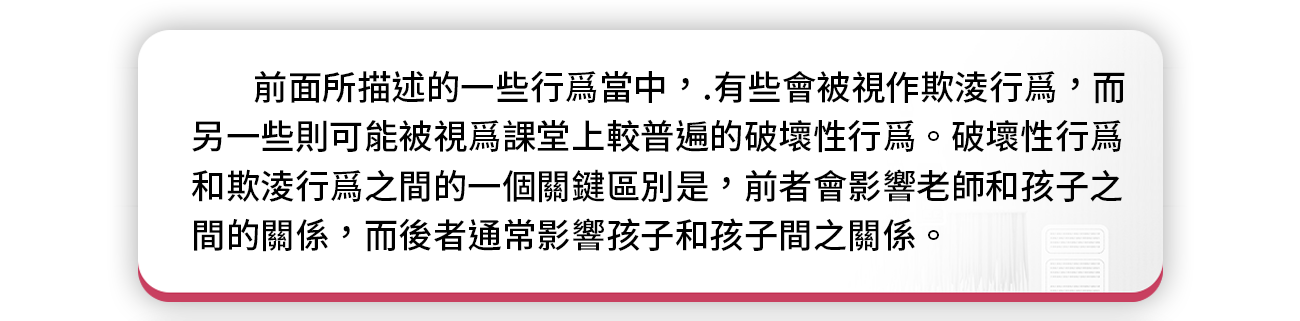 前面所描述的一些行爲當中，.有些會被視作欺淩行爲，而
另一些則可能被視爲課堂上較普遍的破壞性行爲。破壞性行爲
和欺淩行爲之間的一個關鍵區別是，前者會影響老師和孩子之
間的關係，而後者通常影響孩子和孩子間之關係。